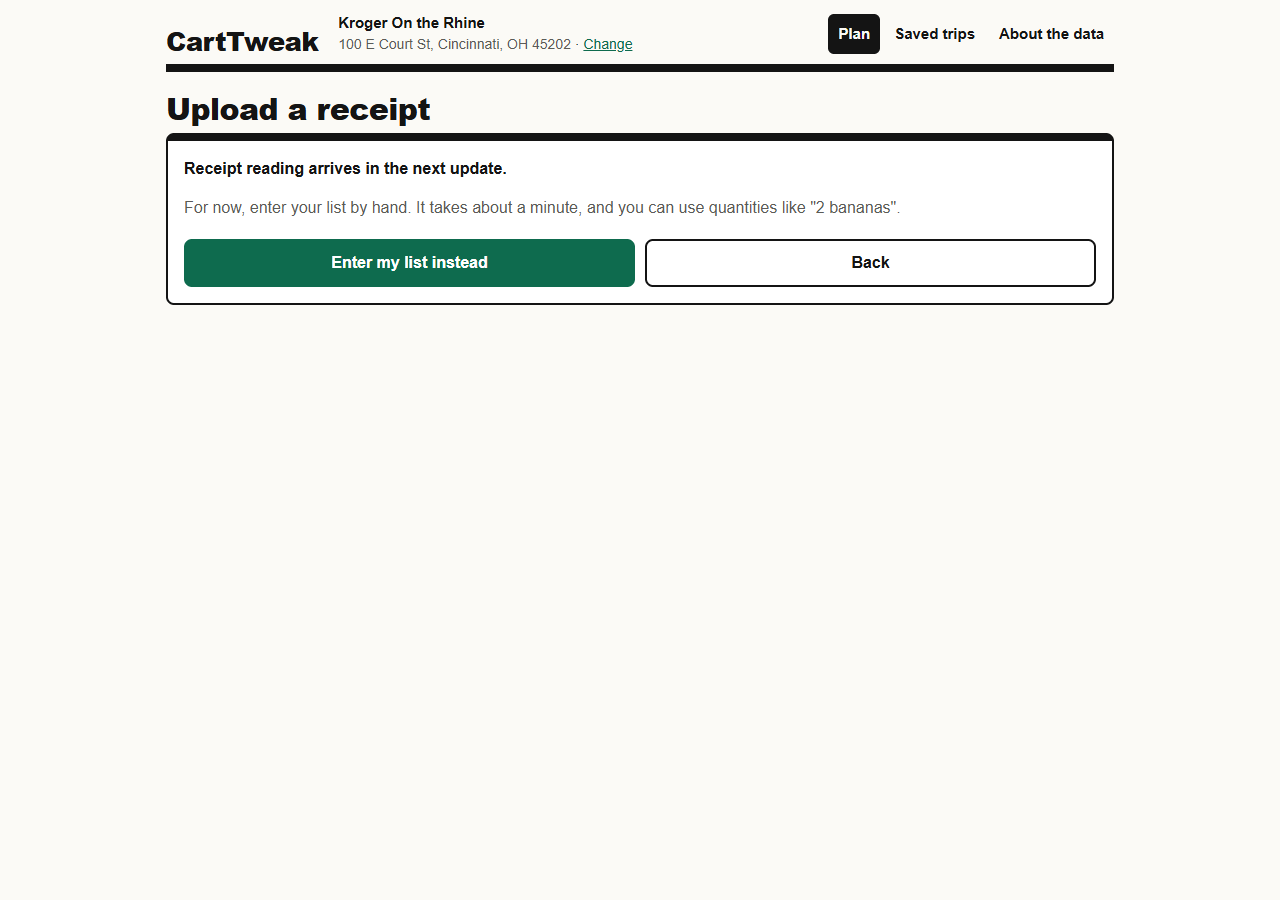 CartTweak
Kroger On the Rhine
100 E Court St, Cincinnati, OH 45202 · Change
Plan
Saved trips
About the data
Upload a receipt
Receipt reading arrives in the next update.
For now, enter your list by hand. It takes about a minute, and you can use quantities like "2 bananas".
Enter my list instead
Back